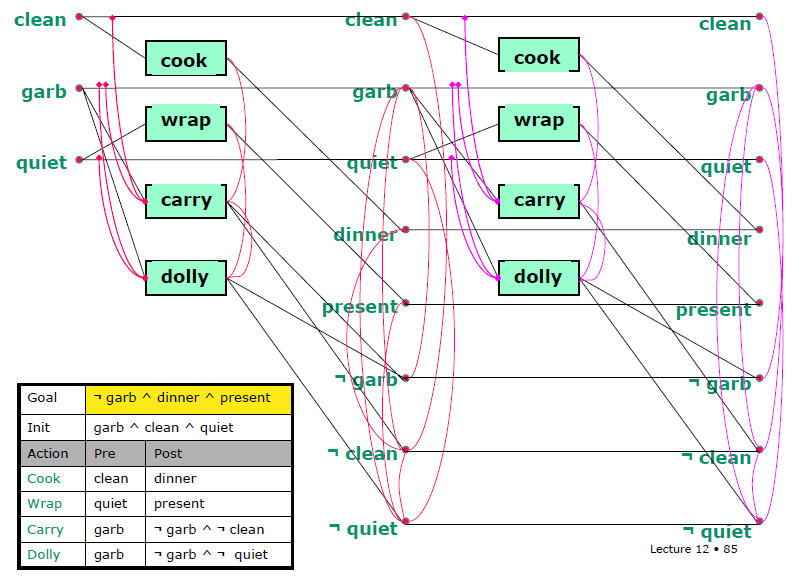 clean clean clean
cook cook
garb garb garb
wrap wrap
quiet quiet quiet
carry carry
dinner dinner
dolly dolly
present present
¬ garb ¬ garb
Goal ¬ garb ^ dinner ^ present
Init garb ^ clean ^ quiet
Action Pre Post
Cook clean dinner
Wrap quiet present
Carry garb ¬ garb ^ ¬ clean
Dolly garb ¬ garb ^ ¬ quiet
¬ clean ¬ clean
¬ quiet ¬ quiet
Lecture 12 • 85